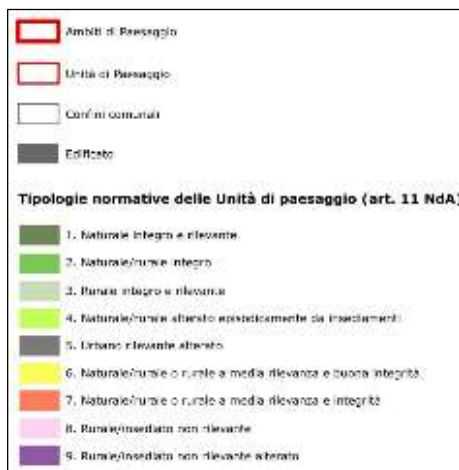 Ambiti di Paesaggio
Unità di Paesaggio
Confini comunali
Edificato
Tipologie normative delle Unità di paesaggio (art. 11 NdA)
1. Naturale integro e rilevante
2. Naturale/rurale integro
3. Rurale integro e rilevante
4. Naturale/rurale alterato episodicamente da insediamenti
5. Urbano rilevante alterato
6. Naturale/rurale o rurale a media rilevanza e buona integrità
7. Naturale/rurale o rurale a media rilevanza e integrità
8. Rurale/insediato non rilevante
9. Rurale/insediato non rilevante alterato